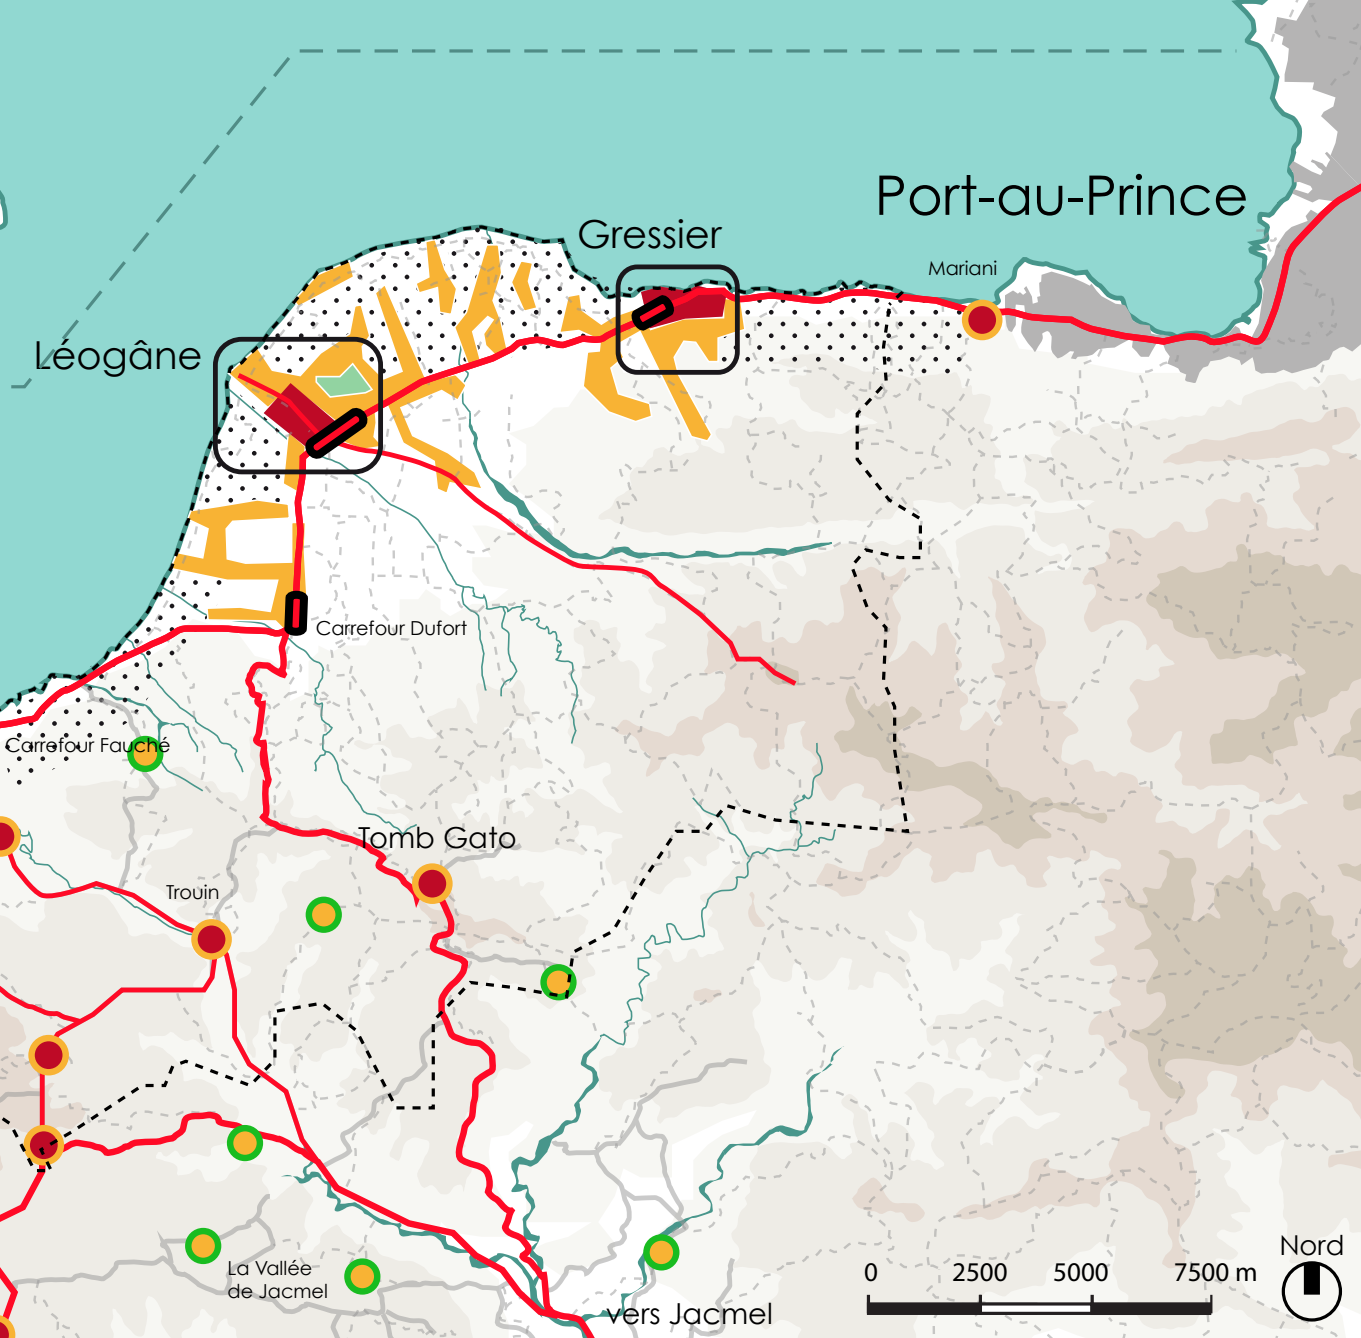 Port-au-Prince
Gressier
Mariani
Léogâne
Carrefour Dufort
Carrefour Fauché
Tomb Gato
Trouin
La Vallée
de Jacmel
vers Jacmel
Nord
0 2500 5000 7500 m